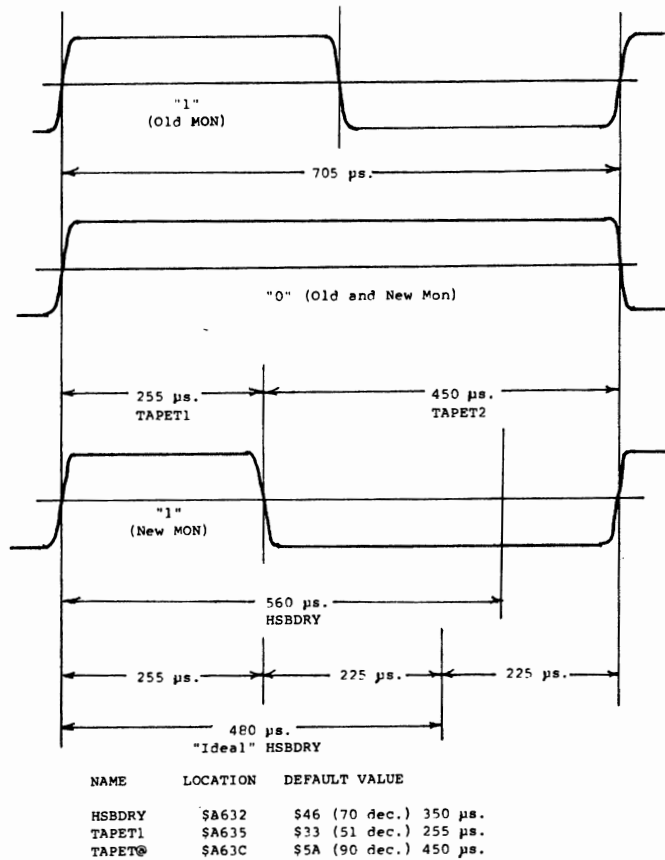 "1"
(Old MON)
705 µs.
"0" (Old and New Mon)
255 µs.
TAPET1
450 µs.
TAPET2
"1"
(New MON)
560 µs.
HSBDRY
255 µs.
225 µs.
225 µs.
480 µs.
"Ideal" HSBDRY
NAME LOCATION DEFAULT VALUE
HSBDRY $A632 $46 (70 dec.) 350 µs.
TAPET1 $A635 $33 (51 dec.) 255 µs.
TAPET@ $A63C $5A (90 dec.) 450 µs.